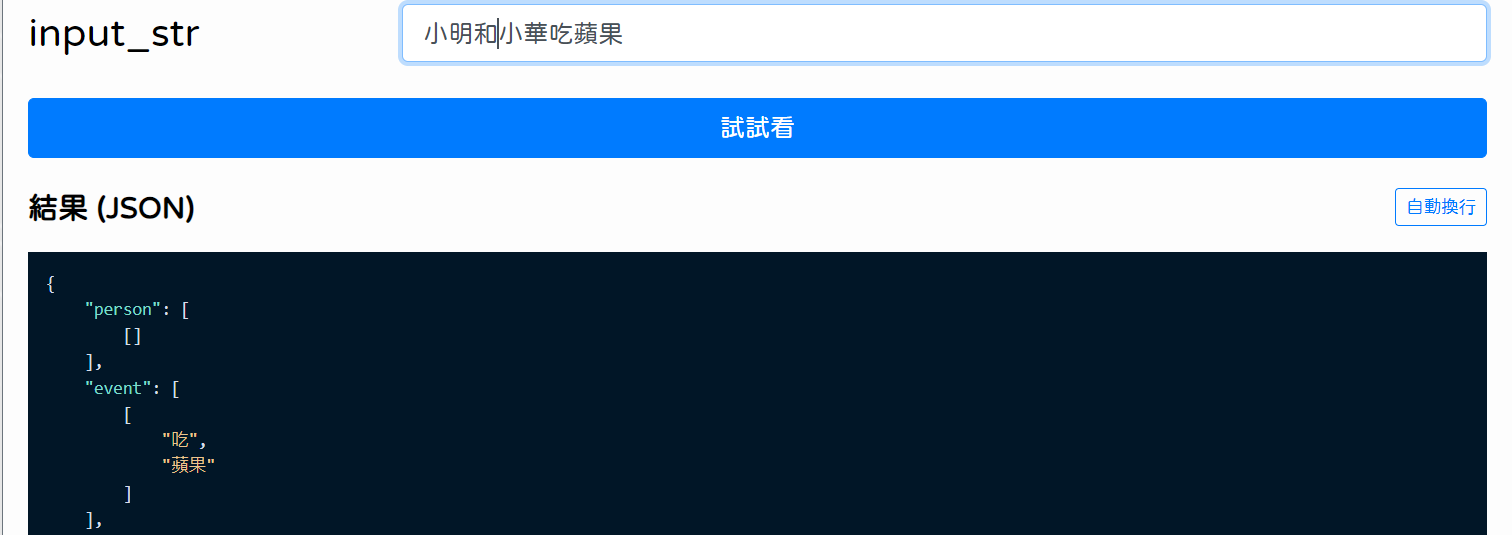 input_str
小明和小華吃蘋果
試試看
結果 (JSON)
自動換行
{
    "person": [
        []
    ],
    "event": [
        [
            "吃",
            "蘋果"
        ]
    ],